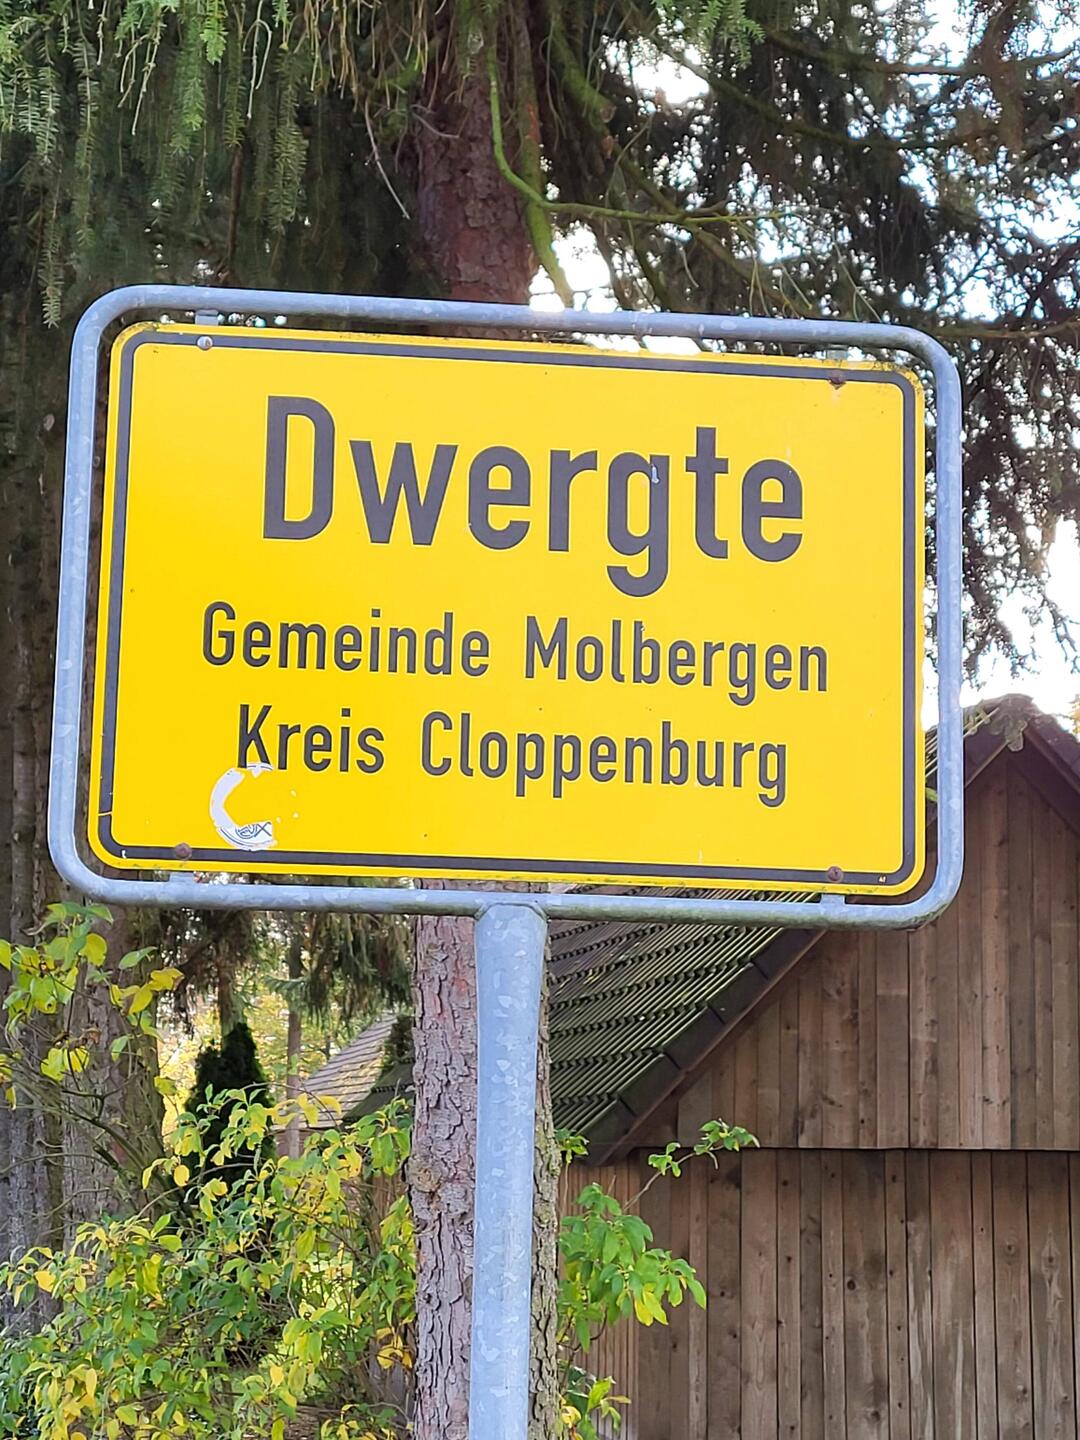 Dwergte
Gemeinde Molbergen
Kreis Cloppenburg